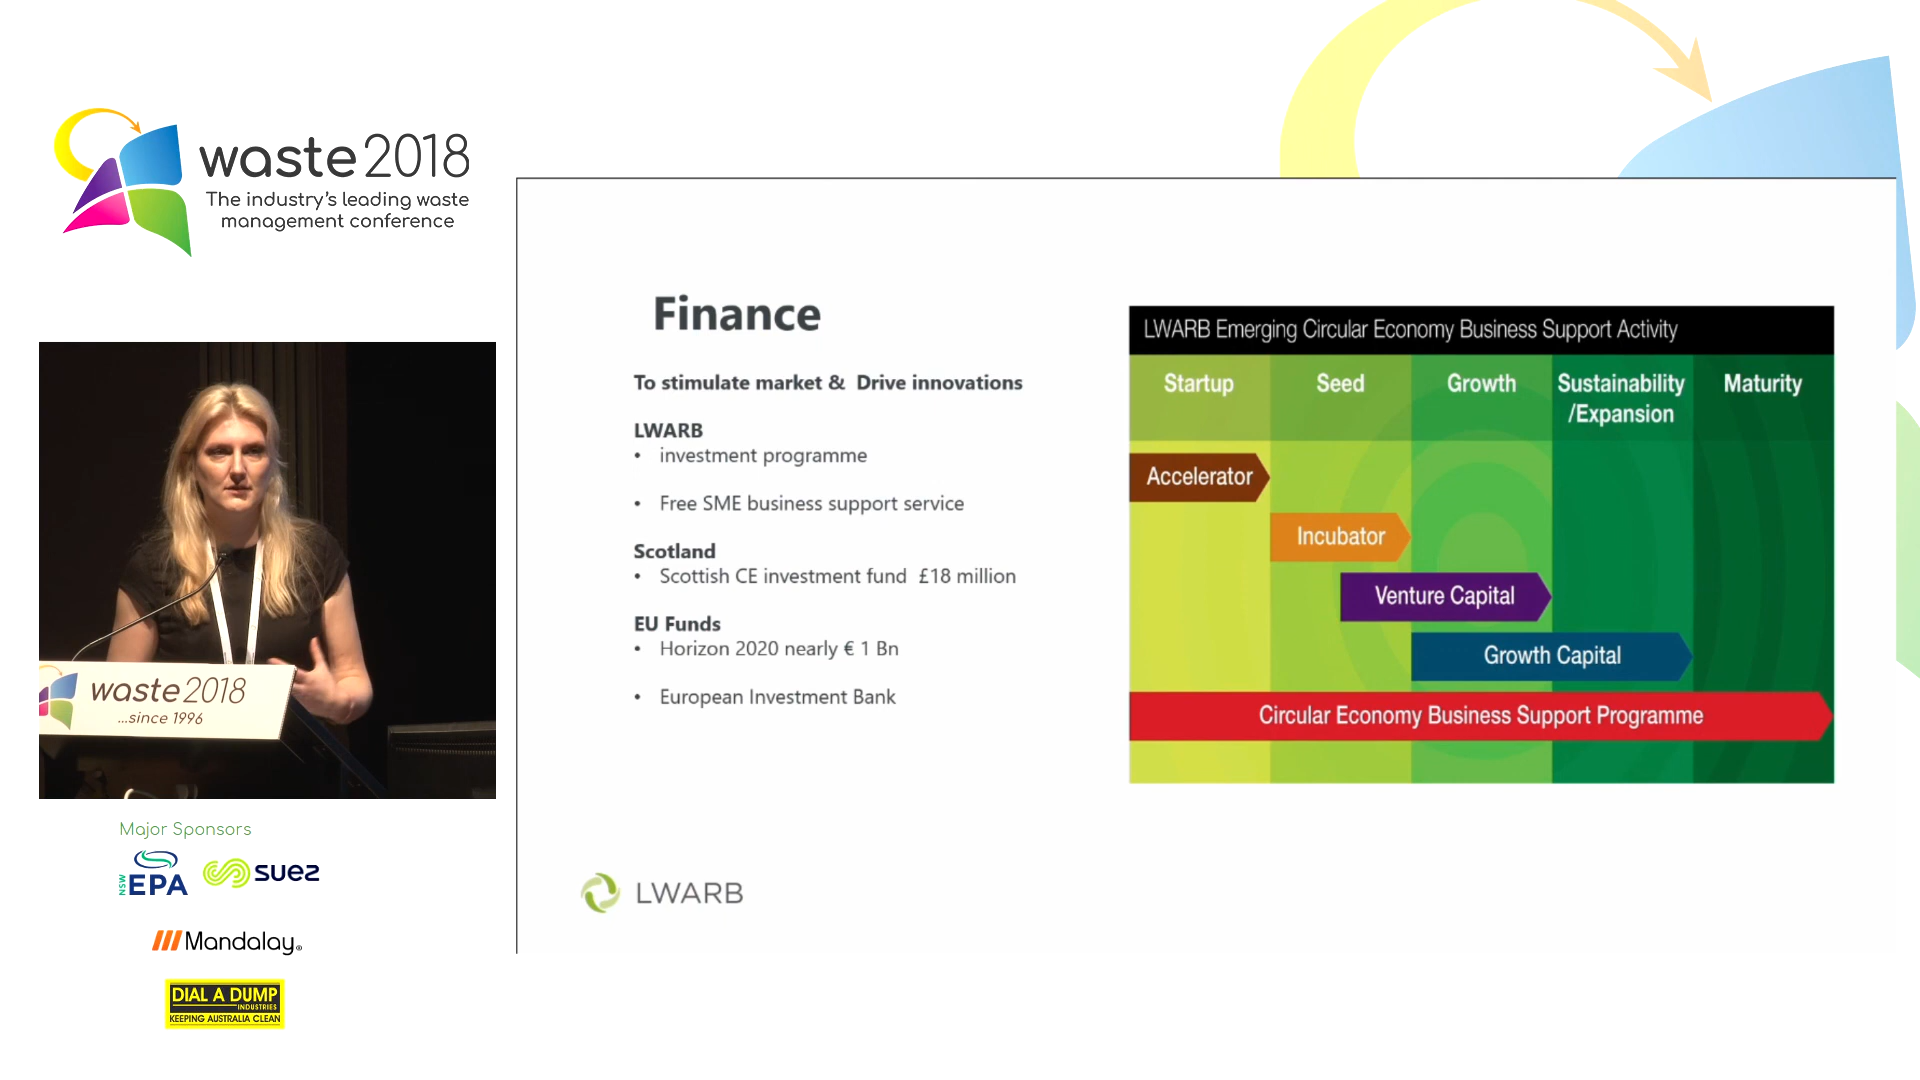 waste 2018
The industry's leading waste
management conference
Finance
To stimulate market & Drive innovations
LWARB
• investment programme
• Free SME business support service
Scotland
• Scottish CE investment fund £18 million
EU Funds
• Horizon 2020 nearly € 1 Bn
• European Investment Bank
LWARB
LWARB Emerging Circular Economy Business Support Activity
Startup Seed Growth Sustainability Maturity
/Expansion
Accelerator
Incubator
Venture Capital
Growth Capital
Circular Economy Business Support Programme
waste 2018
...since 1996
Major Sponsors
NSW EPA suez
Mandalay®
DIAL A DUMP
INDUSTRIES
KEEPING AUSTRALIA CLEAN